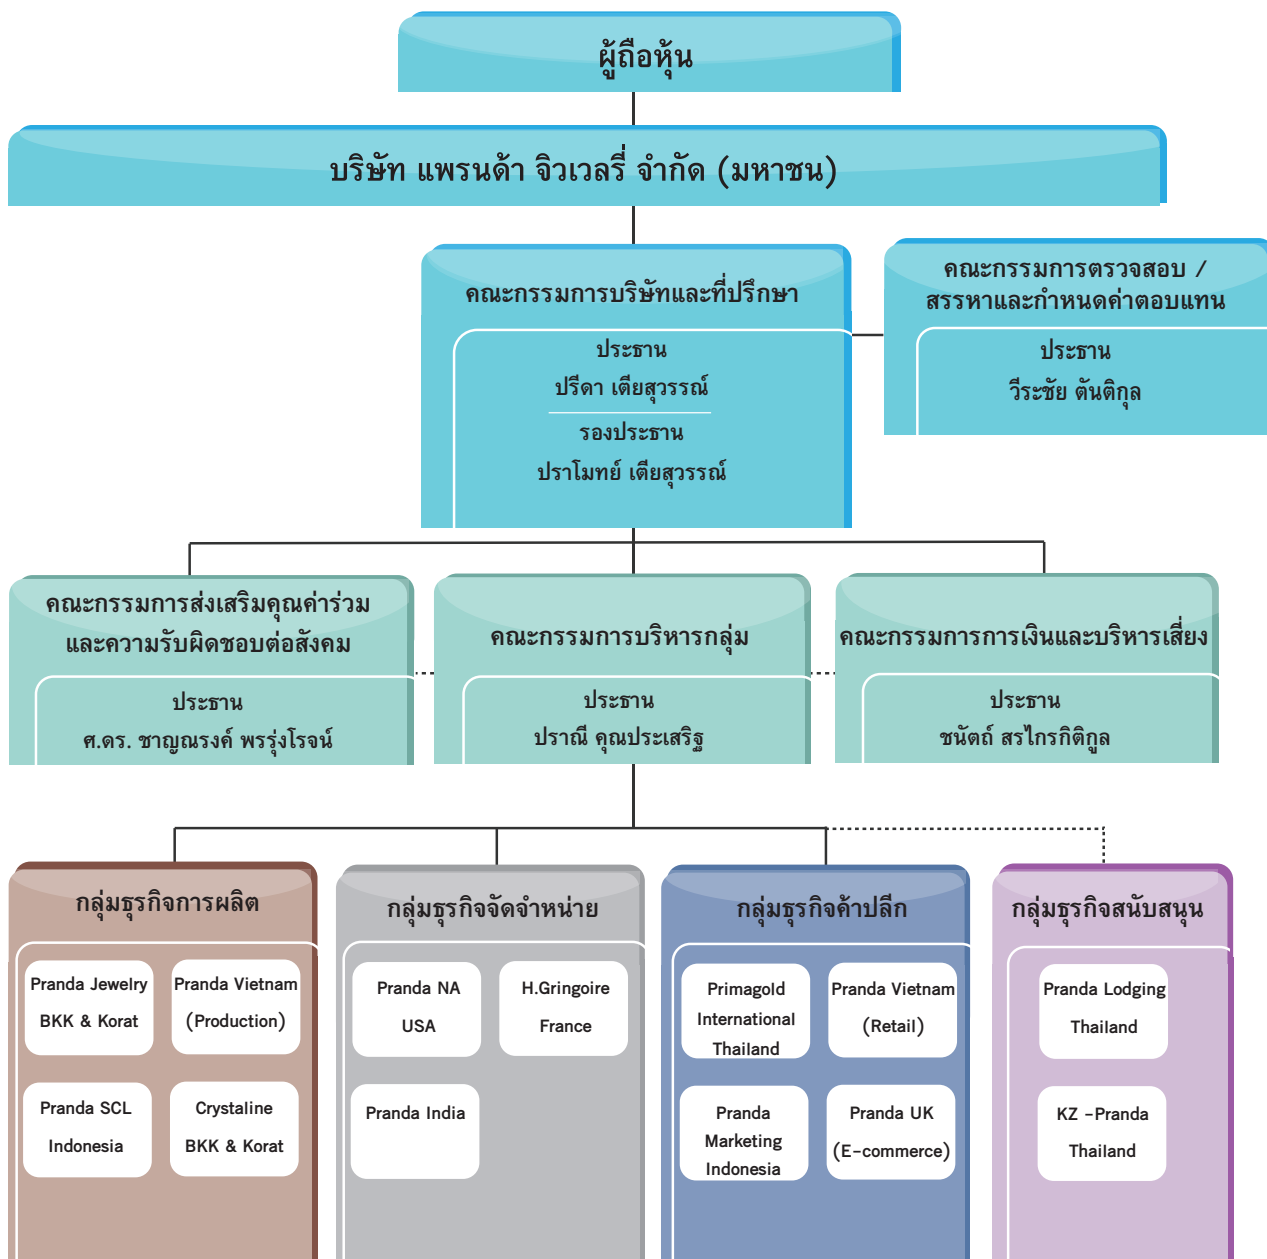 ผู้ถือหุ้น
บริษัท แพรนด้า จิวเวลรี่ จำกัด (มหาชน)
คณะกรรมการบริษัทและที่ปรึกษา
ประธาน
ปรีดา เตียสุวรรณ์
รองประธาน
ปราโมทย์ เตียสุวรรณ์
คณะกรรมการตรวจสอบ /
สรรหาและกำหนดค่าตอบแทน
ประธาน
วีระชัย ตันติกุล
คณะกรรมการส่งเสริมคุณค่าร่วม
และความรับผิดชอบต่อสังคม
ประธาน
ศ.ดร. ชาญณรงค์ พรรุ่งโรจน์
คณะกรรมการบริหารกลุ่ม
ประธาน
ปราณี คุณประเสริฐ
คณะกรรมการการเงินและบริหารเสี่ยง
ประธาน
ชนัตถ์ สรไกรกิติกูล
กลุ่มธุรกิจการผลิต
Pranda Jewelry
BKK & Korat
Pranda Vietnam
(Production)
Pranda SCL
Indonesia
Crystaline
BKK & Korat
กลุ่มธุรกิจจัดจำหน่าย
Pranda NA
USA
H.Gringoire
France
Pranda India
กลุ่มธุรกิจค้าปลีก
Primagold
International
Thailand
Pranda Vietnam
(Retail)
Pranda
Marketing
Indonesia
Pranda UK
(E-commerce)
กลุ่มธุรกิจสนับสนุน
Pranda Lodging
Thailand
KZ -Pranda
Thailand